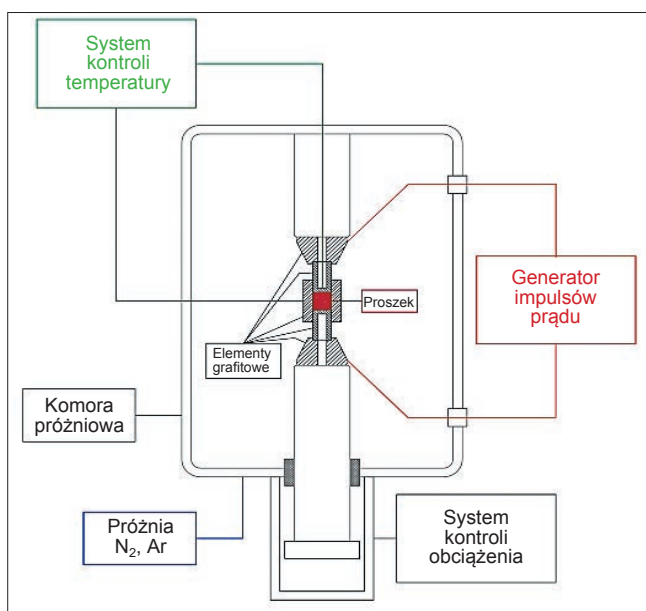 System
kontroli
temperatury
Generator
impulsów
prądu
Proszek
Elementy
grafitowe
Komora
próżniowa
Próżnia
N₂, Ar
System
kontroli
obciążenia